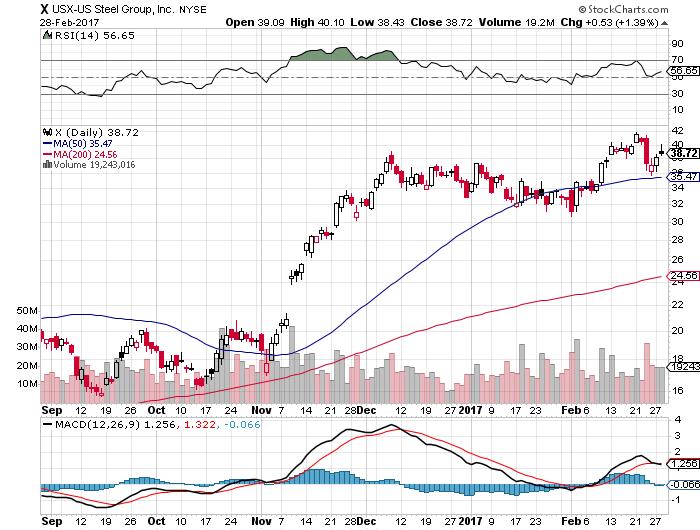 X USX-US Steel Group, Inc. NYSE © StockCharts.com
28-Feb-2017 Open 39.09 High 40.10 Low 38.43 Close 38.72 Volume 19.2M Chg +0.53 (+1.39%)
RSI(14) 56.65
90
70
56.65
50
30
10
X (Daily) 38.72
MA(50) 35.47
MA(200) 24.56
Volume 19,243,016
42
40
38.72
38
36
35.47
34
32
30
28
26
24.56
24
22
20
18
16
50M
40M
30M
20M
10M
19243
Sep 12 19 26 Oct 10 17 24 Nov 7 14 21 28 Dec 12 19 27 2017 9 17 23 Feb 6 13 21 27
MACD(12,26,9) 1.256, 1.322, -0.066
4
3
2
1.256
-0.066
-1
Sep 12 19 26 Oct 10 17 24 Nov 7 14 21 28 Dec 12 19 27 2017 9 17 23 Feb 6 13 21 27